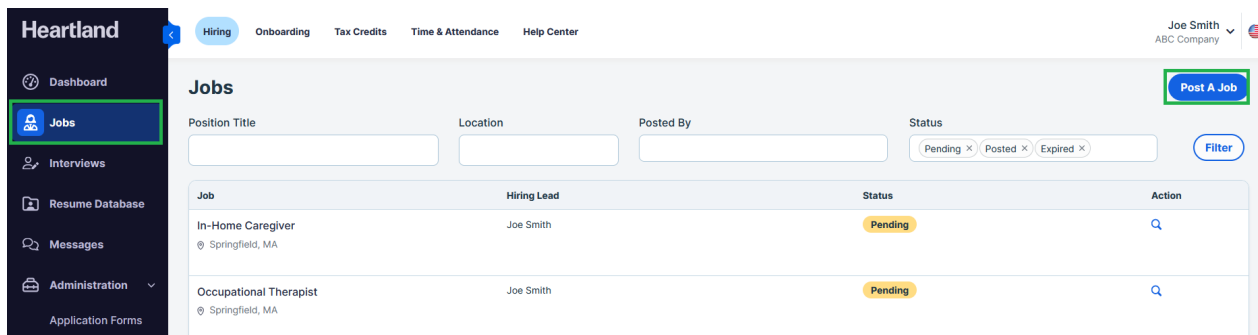 Heartland
Hiring Onboarding Tax Credits Time & Attendance Help Center
Joe Smith
ABC Company
Dashboard
Jobs
Interviews
Resume Database
Messages
Administration
Application Forms
Jobs
Post A Job
Position Title Location Posted By Status
Pending × Posted × Expired ×
Filter
Job Hiring Lead Status Action
In-Home Caregiver Joe Smith Pending
Springfield, MA
Occupational Therapist Joe Smith Pending
Springfield, MA